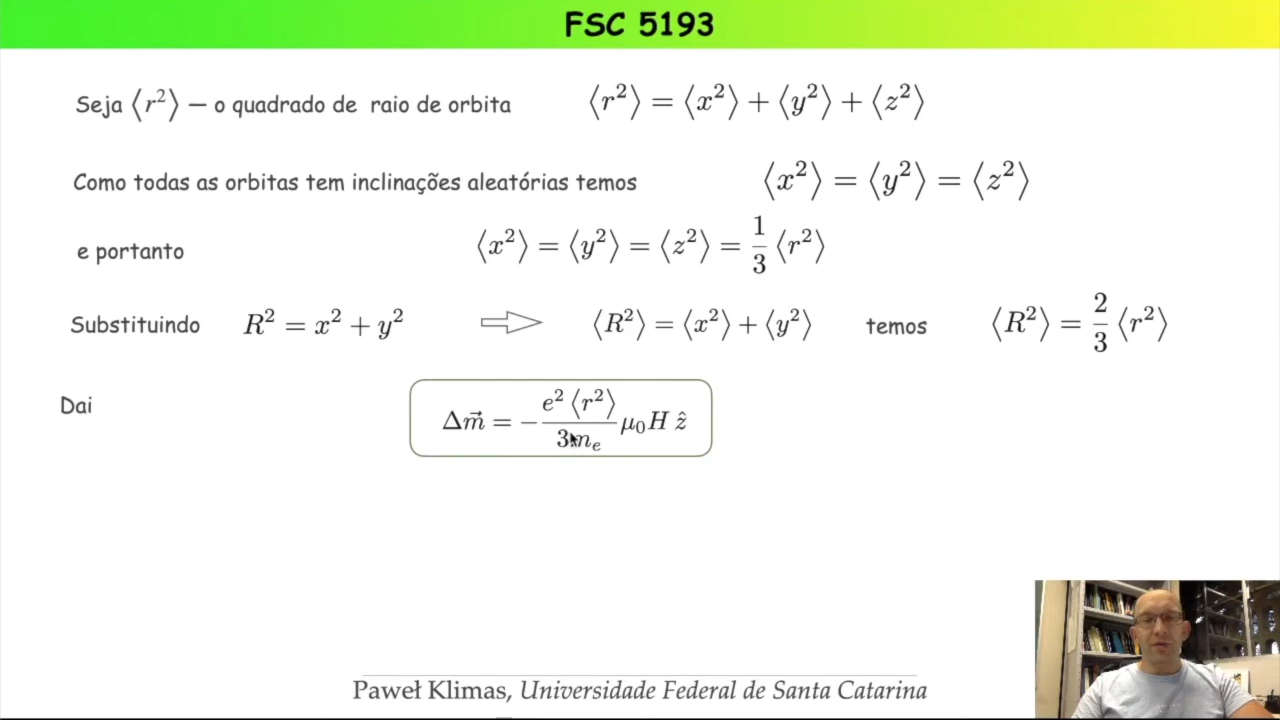 FSC 5193
Seja ⟨r²⟩ — o quadrado de raio de orbita ⟨r²⟩ = ⟨x²⟩ + ⟨y²⟩ + ⟨z²⟩
Como todas as orbitas tem inclinações aleatórias temos ⟨x²⟩ = ⟨y²⟩ = ⟨z²⟩
e portanto ⟨x²⟩ = ⟨y²⟩ = ⟨z²⟩ = 1/3 ⟨r²⟩
Substituindo R² = x² + y² ⇨ ⟨R²⟩ = ⟨x²⟩ + ⟨y²⟩ temos ⟨R²⟩ = 2/3 ⟨r²⟩
Dai Δm⃗ = − e² ⟨r²⟩ / 3mₑ μ₀H ẑ
Paweł Klimas, Universidade Federal de Santa Catarina